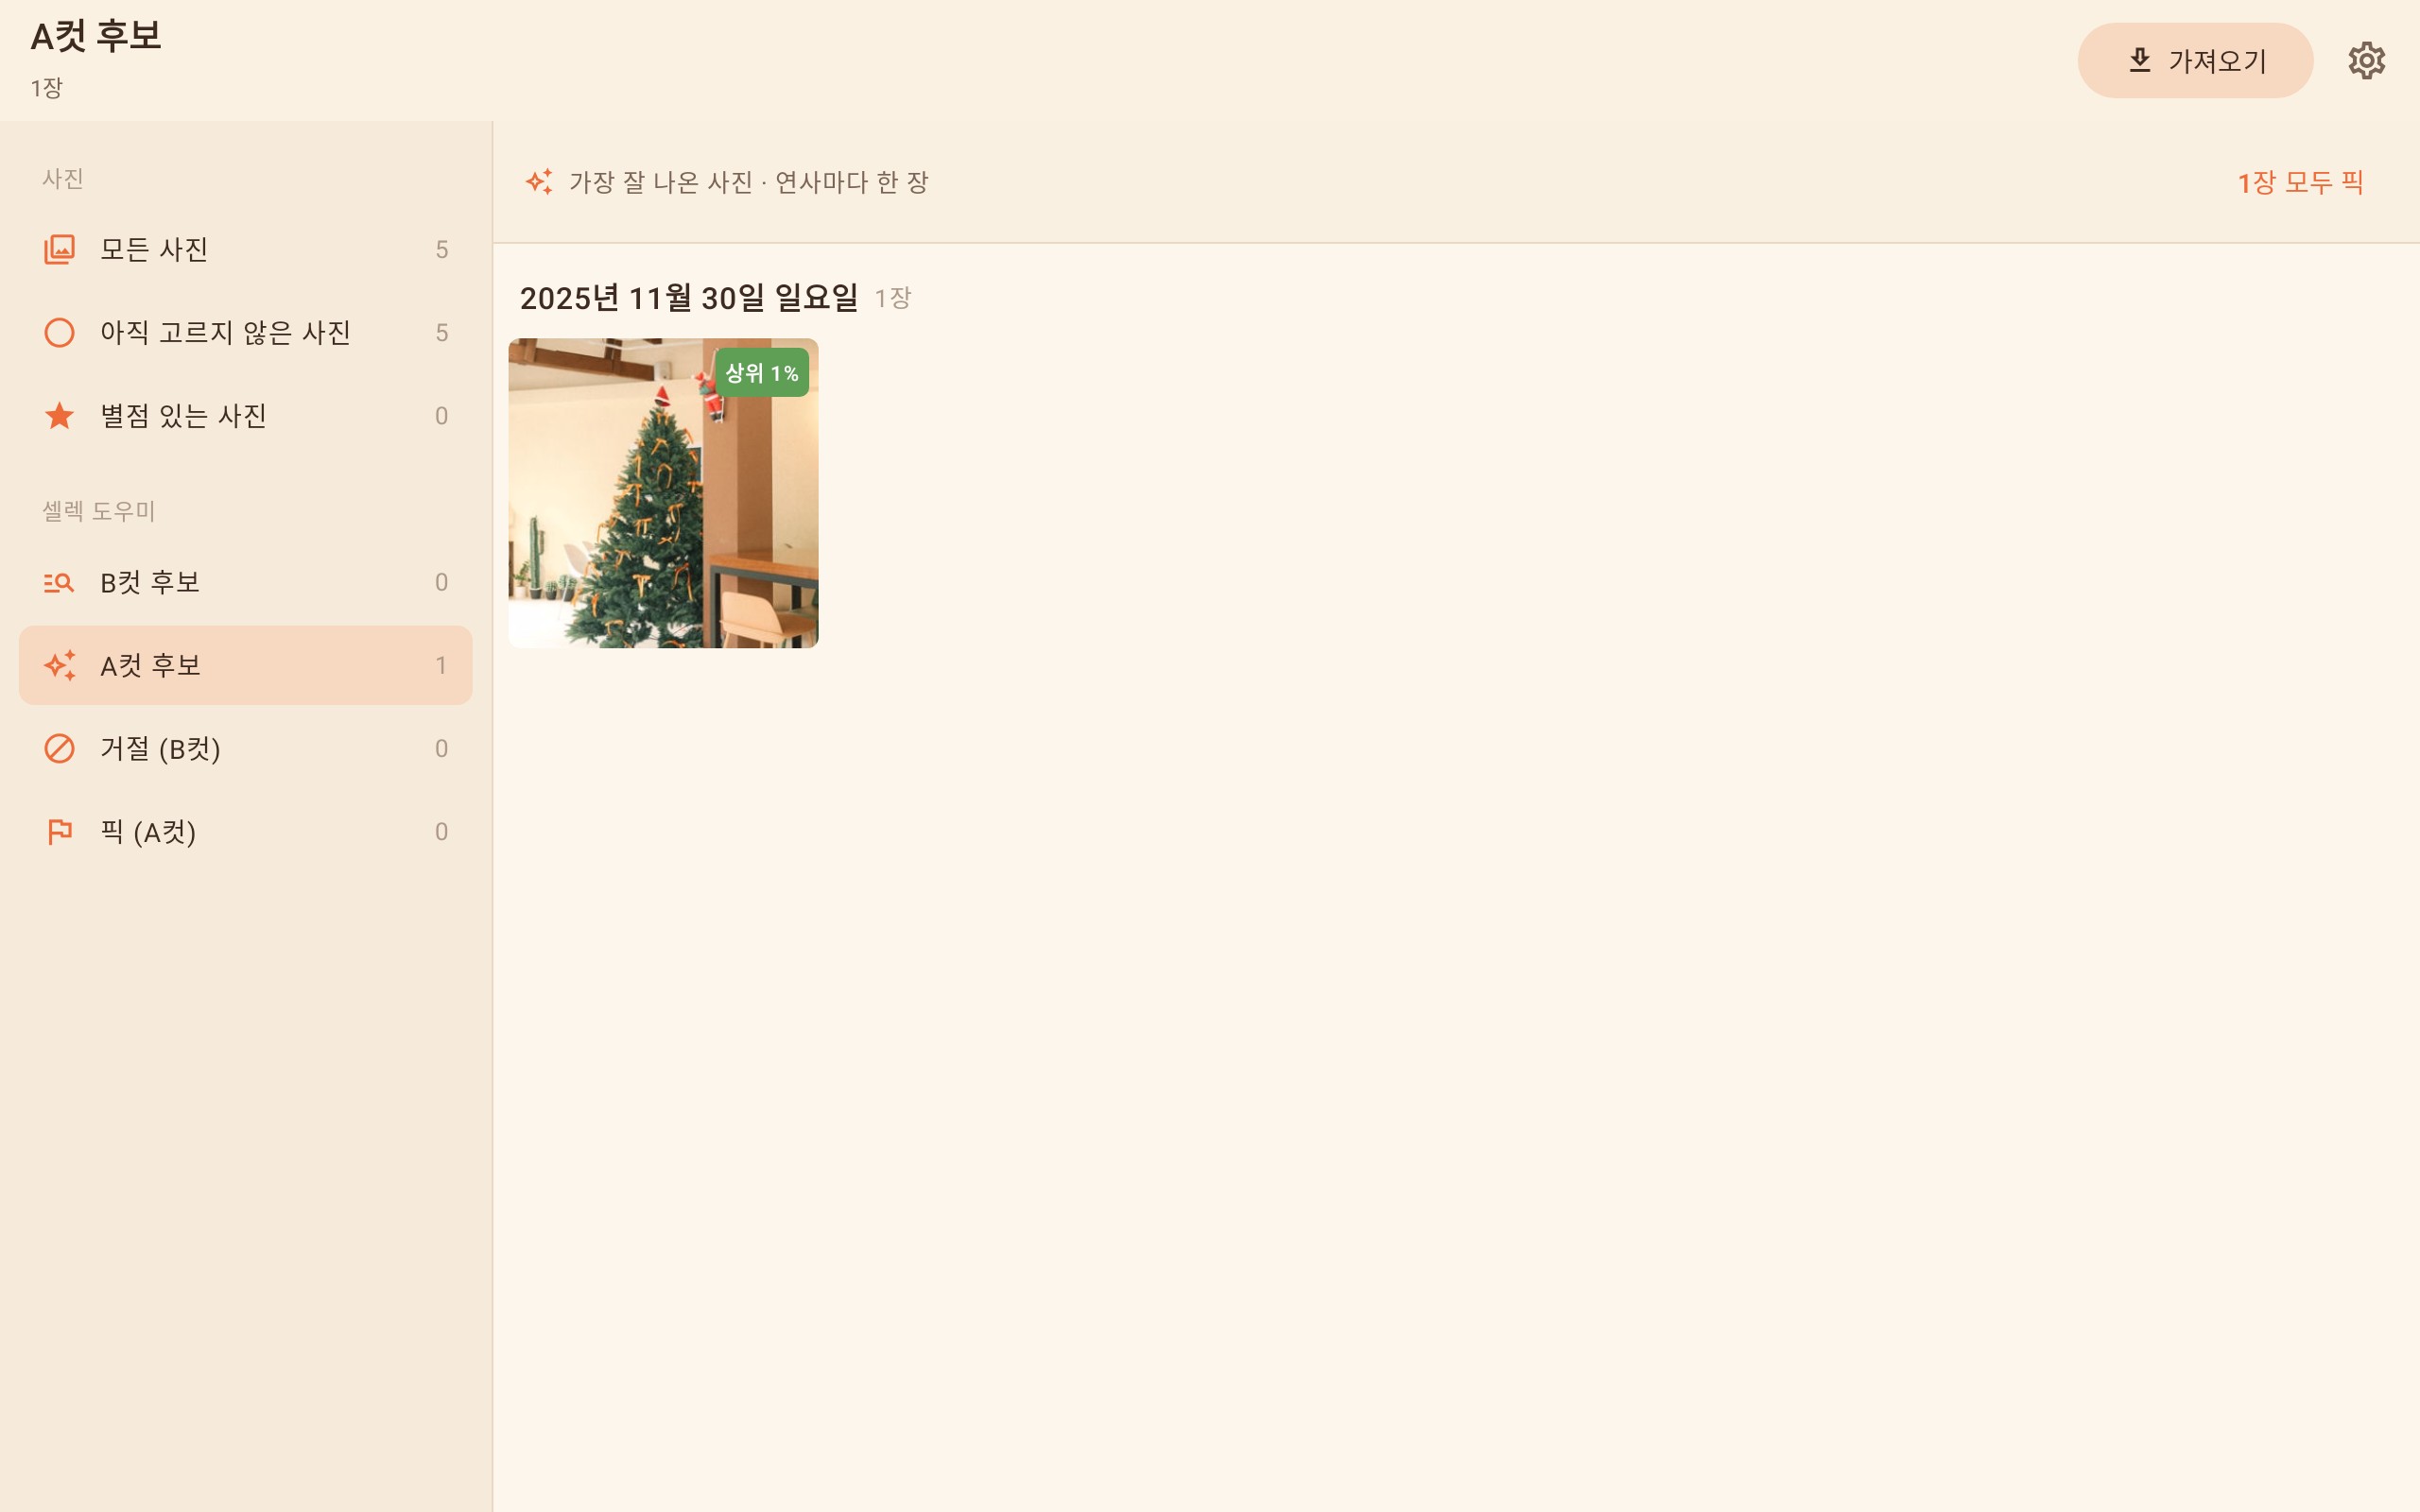 A컷 후보
1장
가져오기
사진
모든 사진 5
아직 고르지 않은 사진 5
별점 있는 사진 0
셀렉 도우미
B컷 후보 0
A컷 후보 1
거절 (B컷) 0
픽 (A컷) 0
가장 잘 나온 사진 · 연사마다 한 장
1장 모두 픽
2025년 11월 30일 일요일 1장
상위 1%